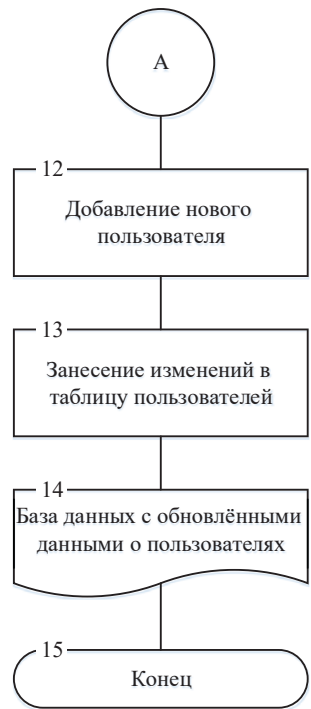 А
12
Добавление нового
пользователя
13
Занесение изменений в
таблицу пользователей
14
База данных с обновлёнными
данными о пользователях
15
Конец